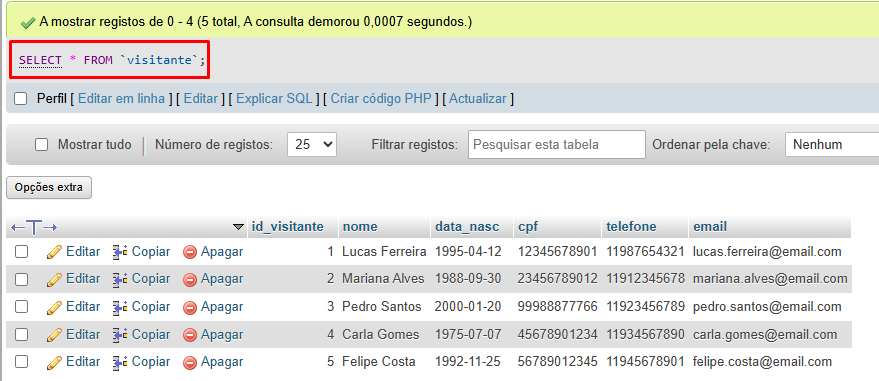 A mostrar registos de 0 - 4 (5 total, A consulta demorou 0,0007 segundos.)
SELECT * FROM `visitante`;
Perfil [ Editar em linha ] [ Editar ] [ Explicar SQL ] [ Criar código PHP ] [ Actualizar ]
Mostrar tudo Número de registos: 25 Filtrar registos: Pesquisar esta tabela Ordenar pela chave: Nenhum
Opções extra
id_visitante nome data_nasc cpf telefone email
Editar Copiar Apagar 1 Lucas Ferreira 1995-04-12 12345678901 11987654321 lucas.ferreira@email.com
Editar Copiar Apagar 2 Mariana Alves 1988-09-30 23456789012 11912345678 mariana.alves@email.com
Editar Copiar Apagar 3 Pedro Santos 2000-01-20 99988877766 11923456789 pedro.santos@email.com
Editar Copiar Apagar 4 Carla Gomes 1975-07-07 45678901234 11934567890 carla.gomes@email.com
Editar Copiar Apagar 5 Felipe Costa 1992-11-25 56789012345 11945678901 felipe.costa@email.com